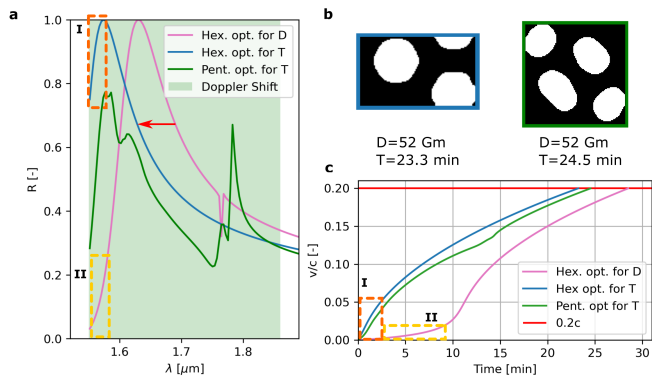 a
I
II
R [-]
1.0
0.8
0.6
0.4
0.2
0.0
Hex. opt. for D
Hex. opt. for T
Pent. opt. for T
Doppler Shift
1.6
1.7
1.8
λ [μm]
b
D=52 Gm
T=23.3 min
D=52 Gm
T=24.5 min
c
v/c [-]
0.20
0.15
0.10
0.05
0.00
I
II
Hex. opt. for D
Hex opt. for T
Pent. opt for T
0.2c
0
5
10
15
20
25
30
Time [min]